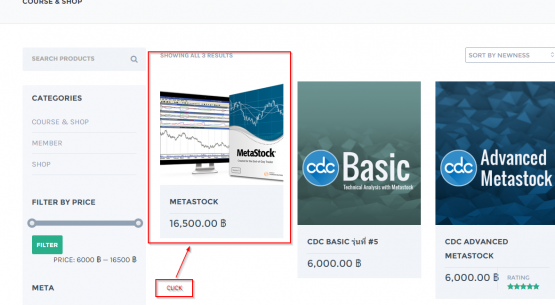 COURSE & SHOP
SEARCH PRODUCTS
SHOWING ALL 3 RESULTS
SORT BY NEWNESS
CATEGORIES
COURSE & SHOP
MEMBER
SHOP
FILTER BY PRICE
FILTER
PRICE: 6000 ฿ — 16500 ฿
META
MetaStock
METASTOCK
16,500.00 ฿
CLICK
cdc Basic
Technical Analysis with Metastock
CDC BASIC รุ่นที่ #5
6,000.00 ฿
cdc Advanced Metastock
CDC ADVANCED
METASTOCK
6,000.00 ฿
RATING